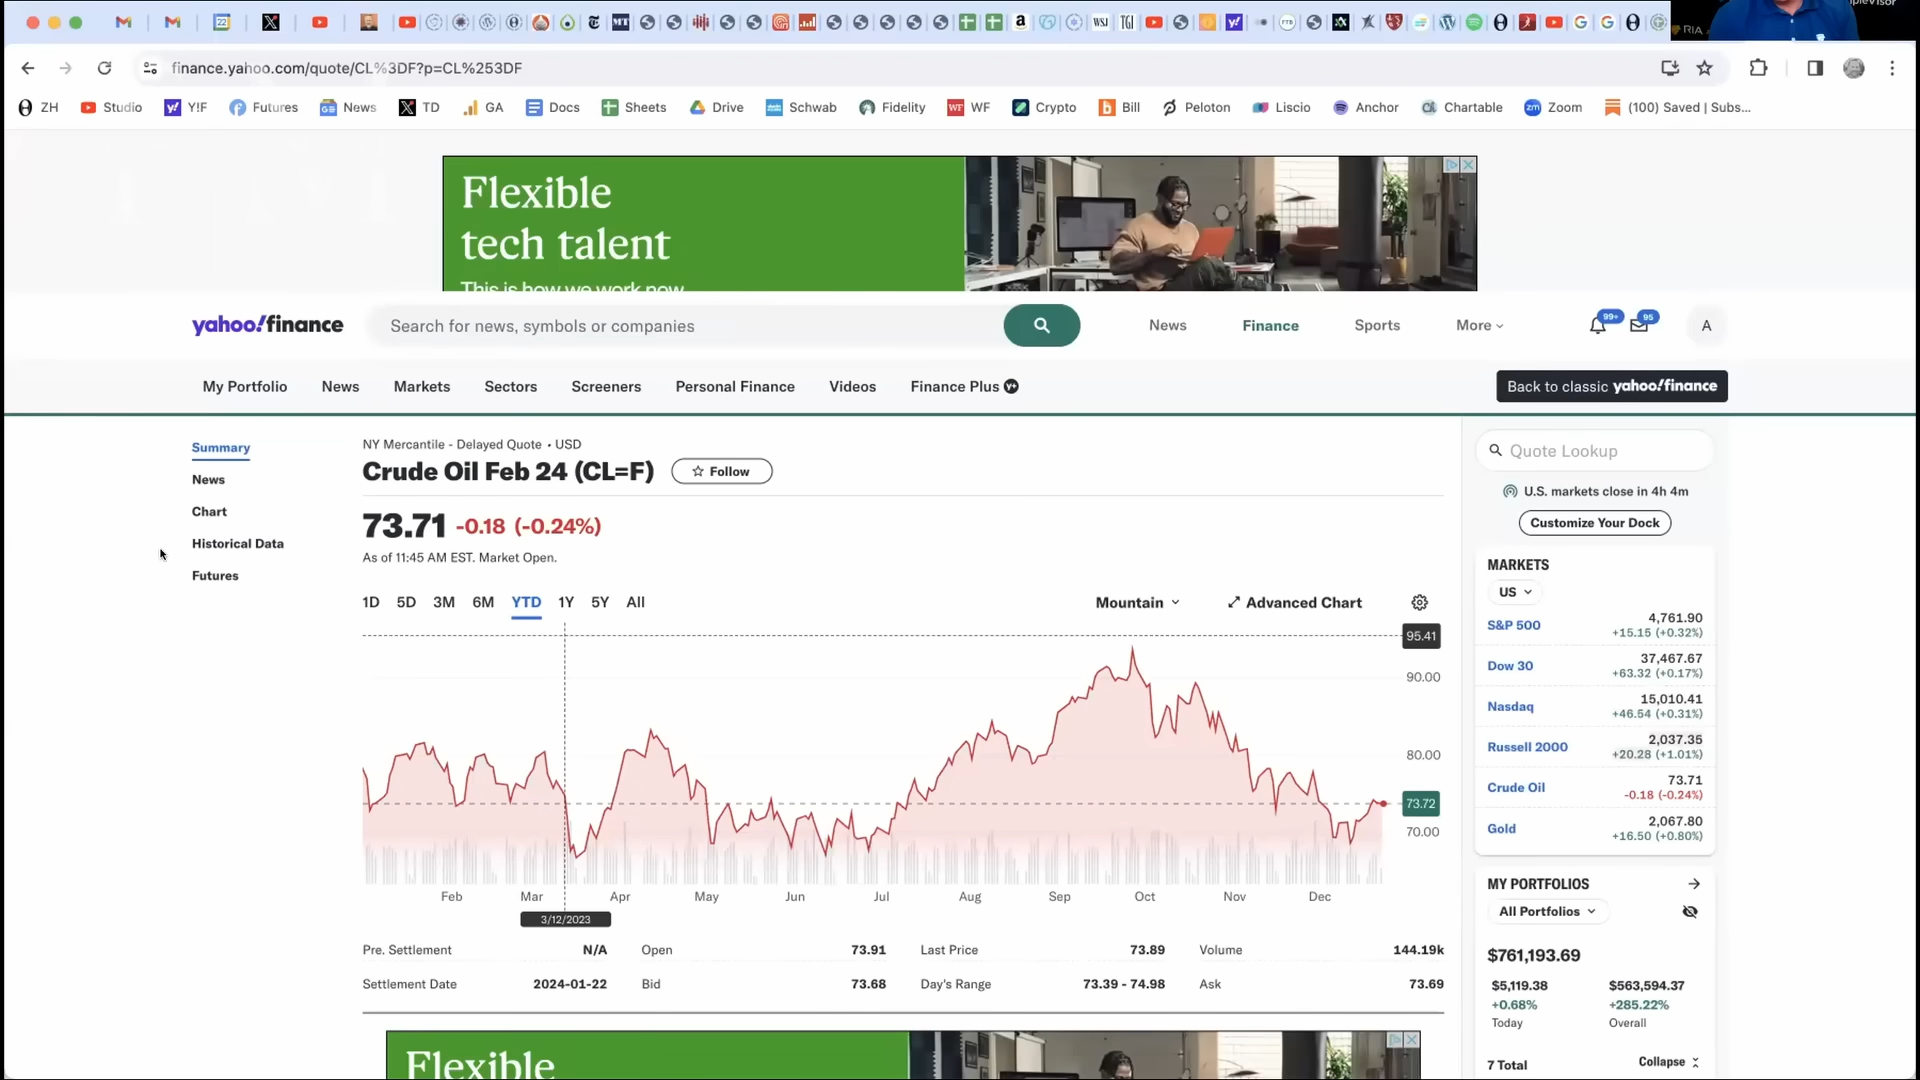 RIA
finance.yahoo.com/quote/CL%3DF?p=CL%253DF
ZH Studio Y!F Futures News TD GA Docs Sheets Drive Schwab Fidelity WF Crypto Bill Peloton Liscio Anchor Chartable Zoom (100) Saved | Subs...
Flexible
tech talent
This is how we work now
yahoo!finance
Search for news, symbols or companies
News Finance Sports More
99+ 95 A
My Portfolio News Markets Sectors Screeners Personal Finance Videos Finance Plus Y+
Back to classic yahoo!finance
Summary
News
Chart
Historical Data
Futures
NY Mercantile - Delayed Quote • USD
Crude Oil Feb 24 (CL=F)
Follow
73.71 -0.18 (-0.24%)
As of 11:45 AM EST. Market Open.
1D 5D 3M 6M YTD 1Y 5Y All
Mountain Advanced Chart
95.41
90.00
80.00
73.72
70.00
Feb Mar Apr May Jun Jul Aug Sep Oct Nov Dec
3/12/2023
Pre. Settlement N/A Open 73.91 Last Price 73.89 Volume 144.19k
Settlement Date 2024-01-22 Bid 73.68 Day's Range 73.39 - 74.98 Ask 73.69
Flexible
Quote Lookup
U.S. markets close in 4h 4m
Customize Your Dock
MARKETS
US
S&P 500 4,761.90
+15.15 (+0.32%)
Dow 30 37,467.67
+63.32 (+0.17%)
Nasdaq 15,010.41
+46.54 (+0.31%)
Russell 2000 2,037.35
+20.28 (+1.01%)
Crude Oil 73.71
-0.18 (-0.24%)
Gold 2,067.80
+16.50 (+0.80%)
MY PORTFOLIOS
All Portfolios
$761,193.69
$5,119.38 $563,594.37
+0.68% +285.22%
Today Overall
7 Total Collapse